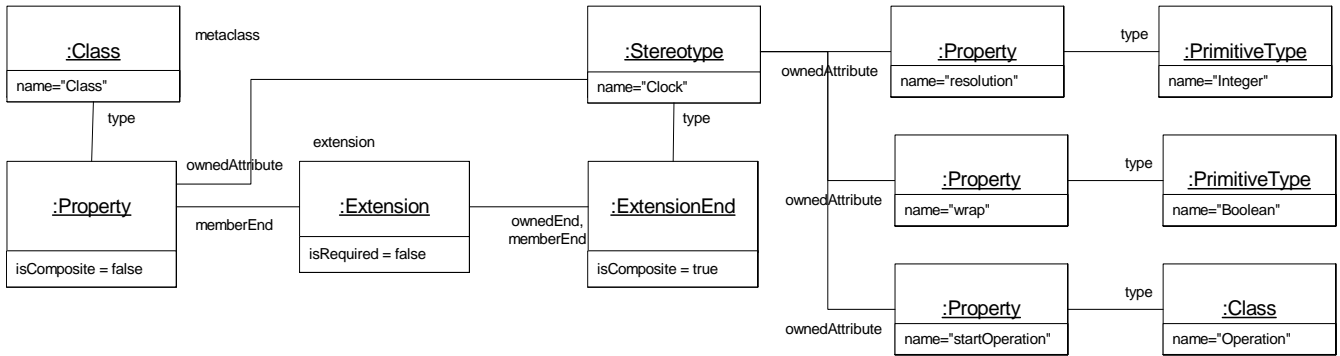 :Class
name="Class"
metaclass
:Stereotype
name="Clock"
ownedAttribute
:Property
name="resolution"
type
:PrimitiveType
name="Integer"
type
type
extension
ownedAttribute
:Property
isComposite = false
memberEnd
:Extension
isRequired = false
ownedEnd,
memberEnd
:ExtensionEnd
isComposite = true
ownedAttribute
:Property
name="wrap"
type
:PrimitiveType
name="Boolean"
ownedAttribute
:Property
name="startOperation"
type
:Class
name="Operation"